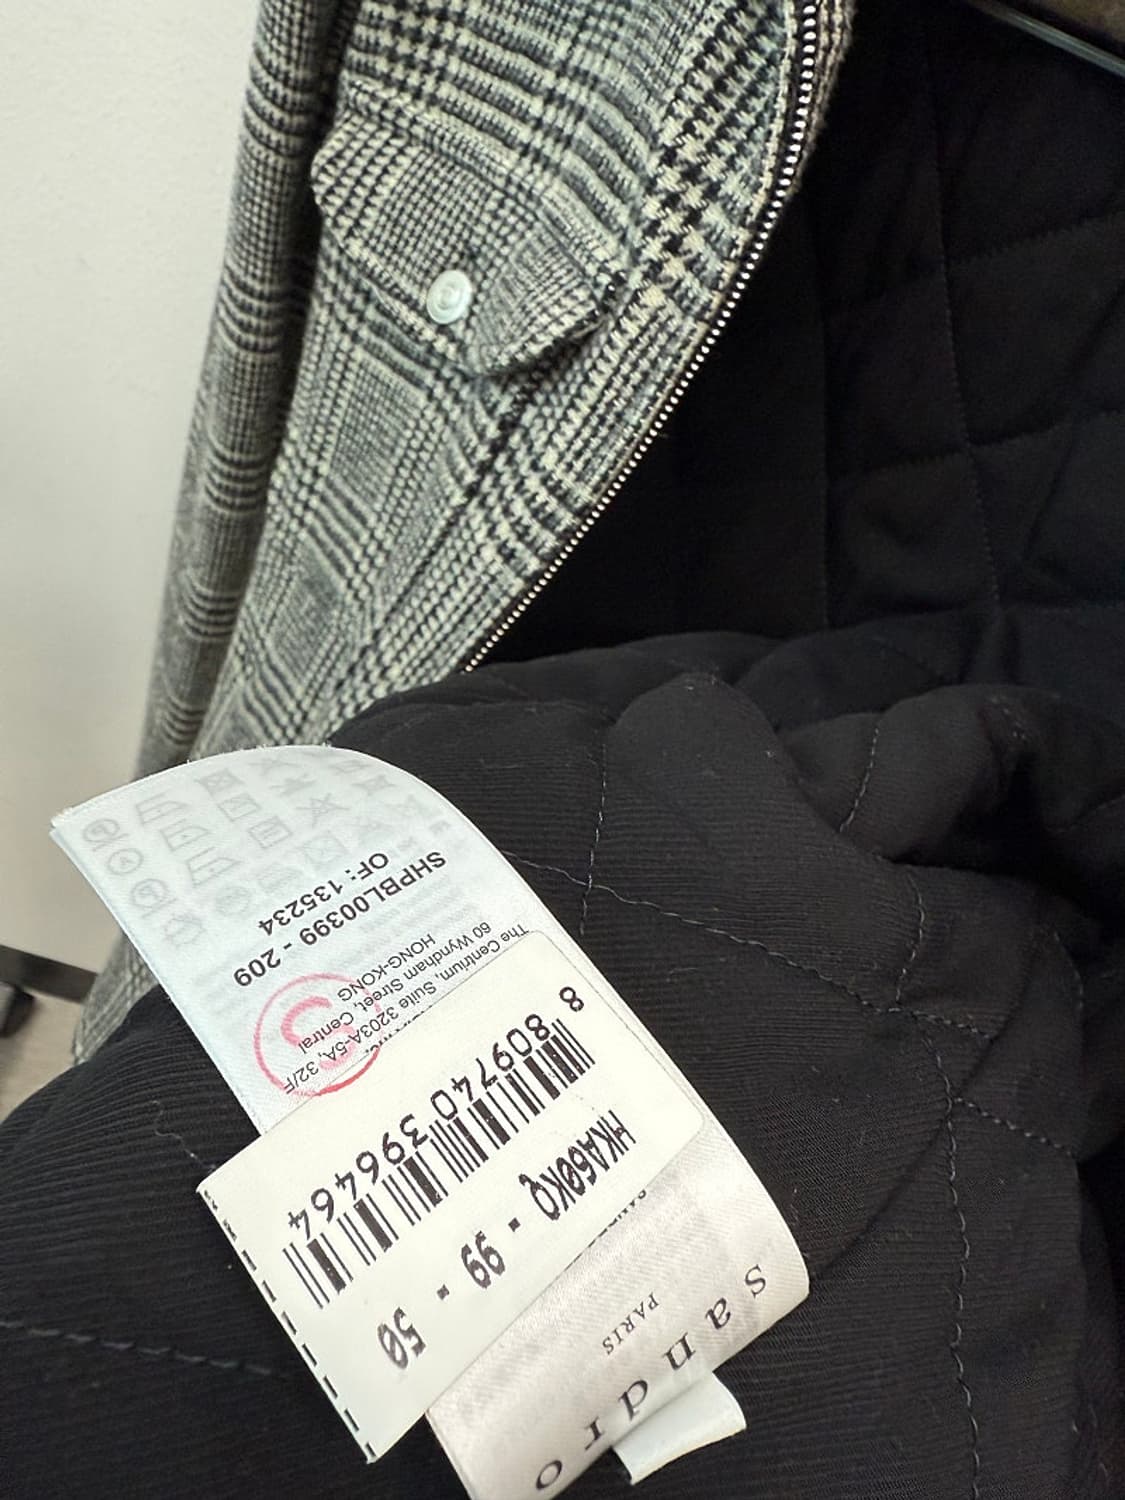 sandro
PARIS
HKA60KQ - 99 - 50
8 809740 396464
The Centrium, Suite 3203A-5A, 32/F
60 Wyndham Street, Central
HONG-KONG
S
SHPBL00399 - 209
OF: 135234